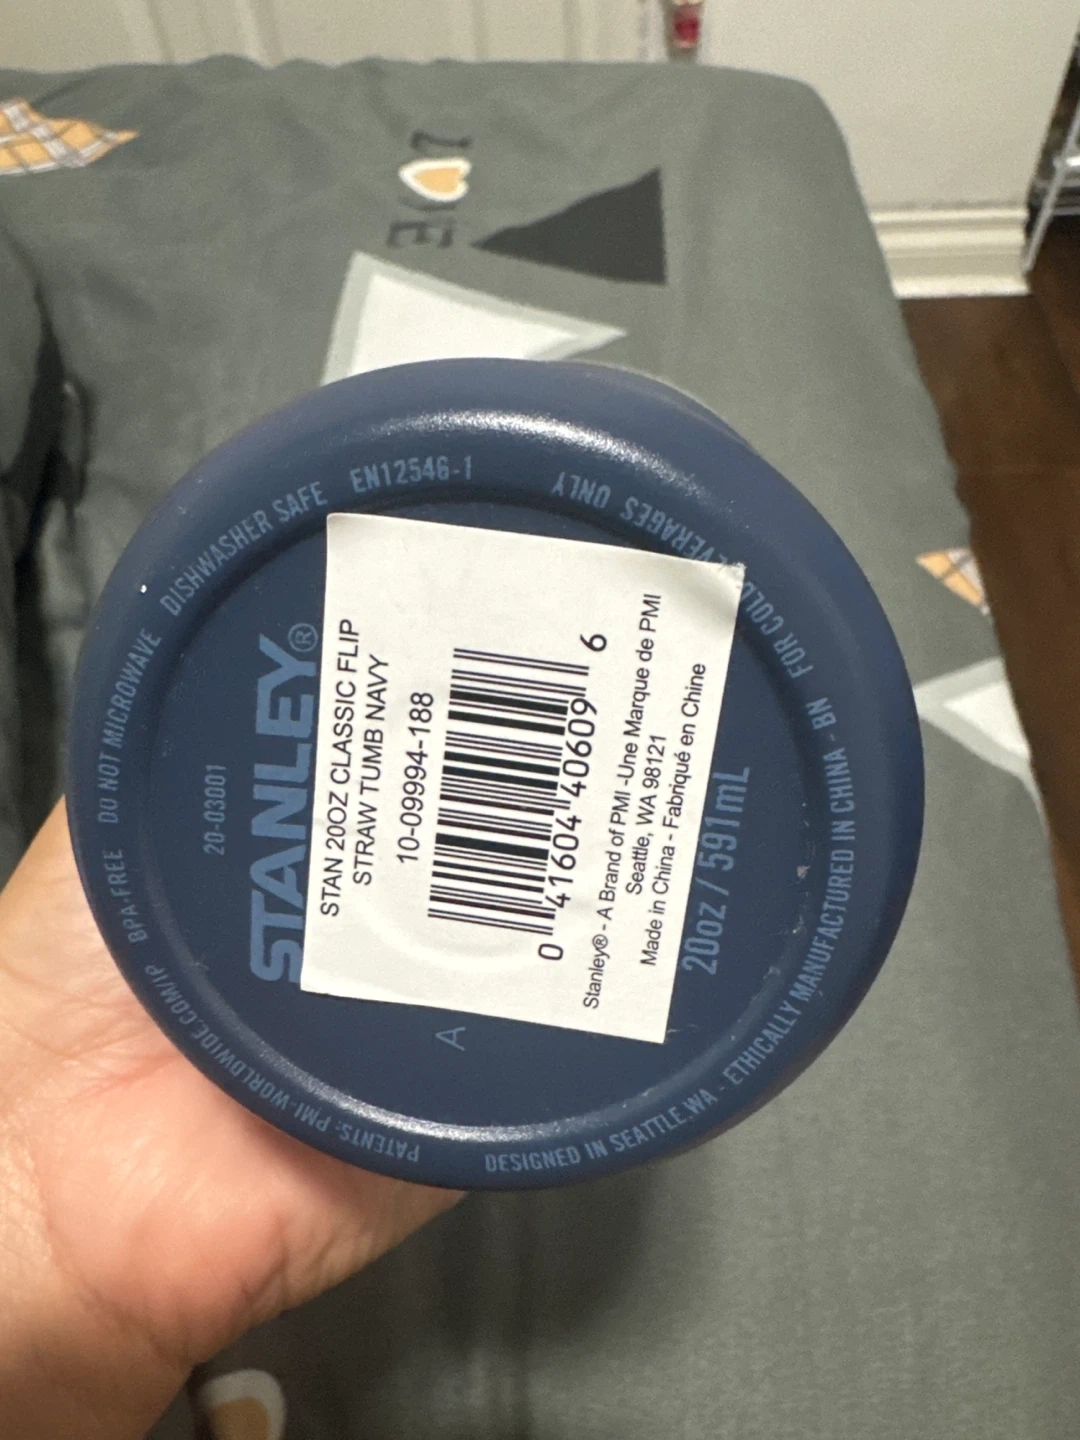 STAN 20OZ CLASSIC FLIP
STRAW TUMB NAVY
10-09994-188
0 41604 40609 6
Stanley® - A Brand of PMI -Une Marque de PMI
Seattle, WA 98121
Made in China - Fabriqué en Chine
20-03001
STANLEY®
20oz / 591mL
A
PATENTS: PMI-WORLDWIDE.COM/IP BPA-FREE DO NOT MICROWAVE DISHWASHER SAFE EN12546-1
DESIGNED IN SEATTLE, WA - ETHICALLY MANUFACTURED IN CHINA - BN FOR COLD BEVERAGES ONLY
LOVE